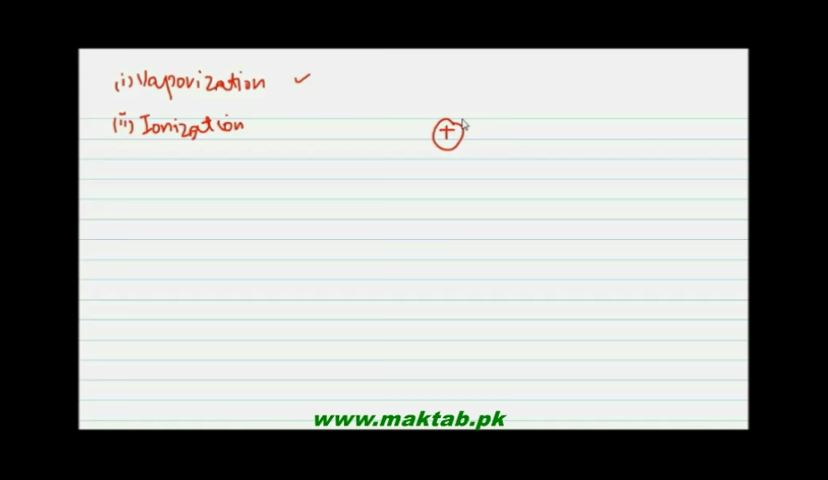 (i) Vaporization ✓
(ii) Ionization
+
www.maktab.pk